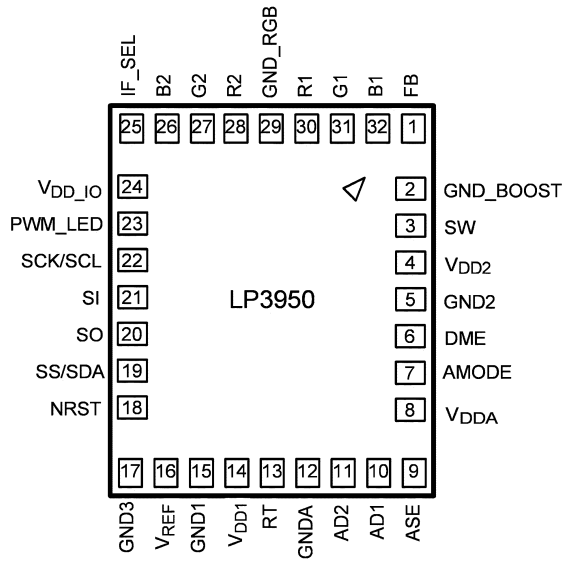 IF_SEL B2 G2 R2 GND_RGB R1 G1 B1 FB
25 26 27 28 29 30 31 32 1
VDD_IO 24 2 GND_BOOST
PWM_LED 23 3 SW
SCK/SCL 22 4 VDD2
SI 21 LP3950 5 GND2
SO 20 6 DME
SS/SDA 19 7 AMODE
NRST 18 8 VDDA
17 16 15 14 13 12 11 10 9
GND3 VREF GND1 VDD1 RT GNDA AD2 AD1 ASE